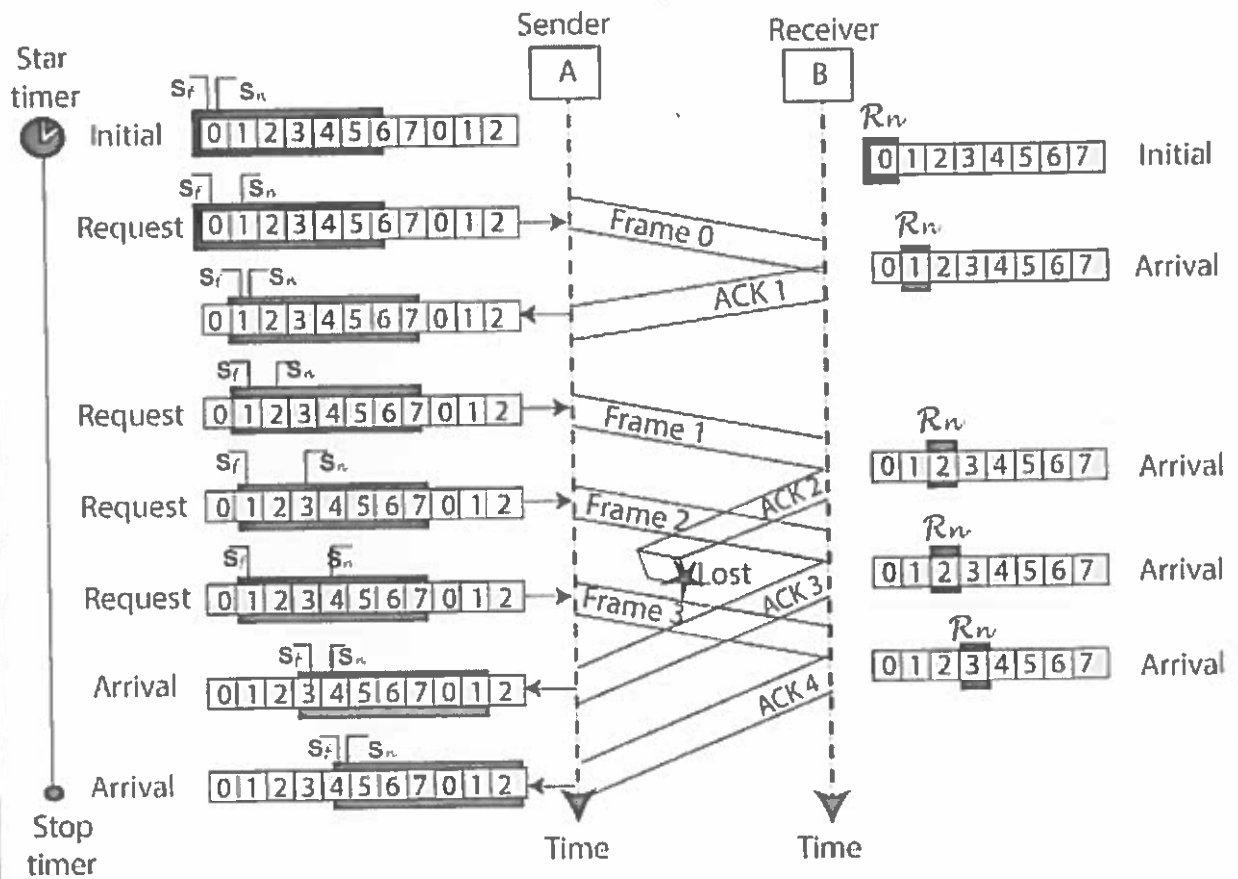 Sender
Receiver
Star
timer
A
B
Sf Sn
Rn
Initial
0 1 2 3 4 5 6 7 0 1 2
0 1 2 3 4 5 6 7
Initial
Sf Sn
Request
0 1 2 3 4 5 6 7 0 1 2
Frame 0
Rn
0 1 2 3 4 5 6 7
Arrival
Sf Sn
0 1 2 3 4 5 6 7 0 1 2
ACK 1
Sf Sn
Request
0 1 2 3 4 5 6 7 0 1 2
Frame 1
Rn
0 1 2 3 4 5 6 7
Arrival
Sf Sn
Request
0 1 2 3 4 5 6 7 0 1 2
Frame 2
ACK 2
Rn
0 1 2 3 4 5 6 7
Arrival
Lost
Sf Sn
Request
0 1 2 3 4 5 6 7 0 1 2
Frame 3
ACK 3
Rn
0 1 2 3 4 5 6 7
Arrival
Sf Sn
Arrival
0 1 2 3 4 5 6 7 0 1 2
ACK 4
Sf Sn
Arrival
0 1 2 3 4 5 6 7 0 1 2
Stop
timer
Time
Time